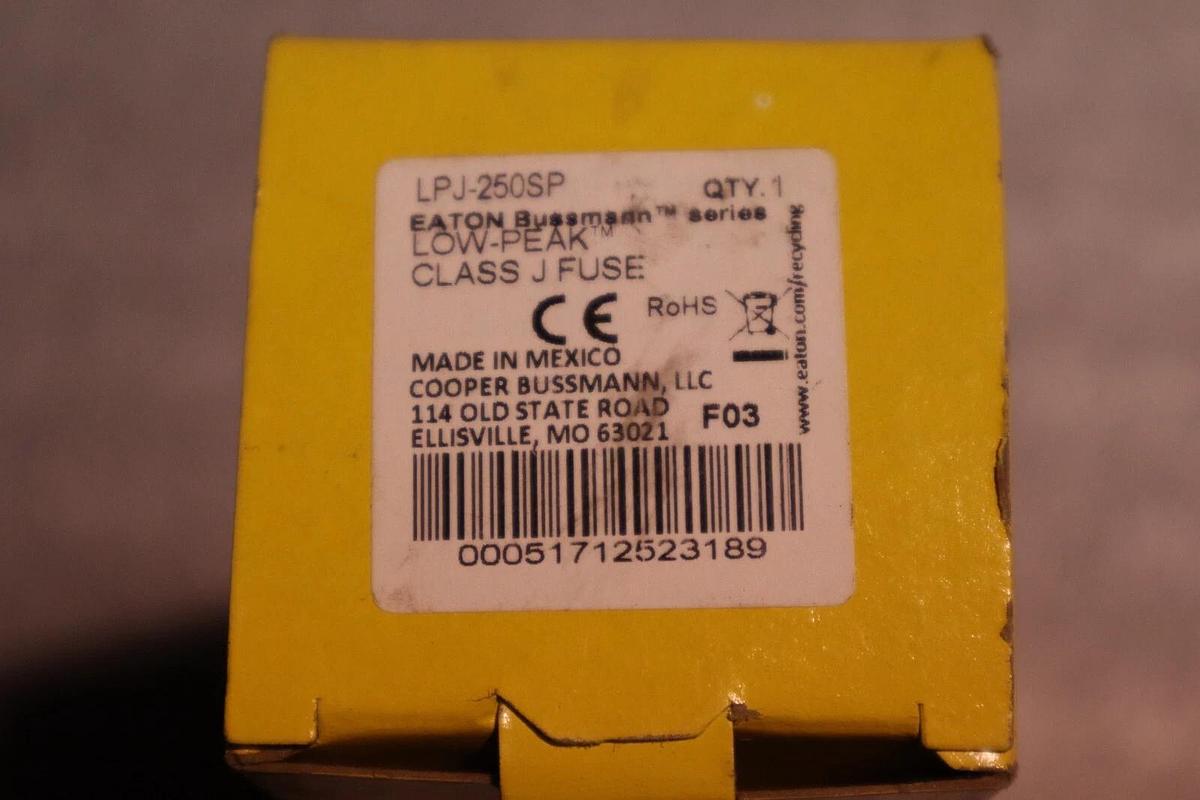 LPJ-250SP QTY. 1
EATON Bussmann™ series
LOW-PEAK™
CLASS J FUSE
CE RoHS
www.eaton.com/recycling
MADE IN MEXICO
COOPER BUSSMANN, LLC
114 OLD STATE ROAD F03
ELLISVILLE, MO 63021
00051712523189